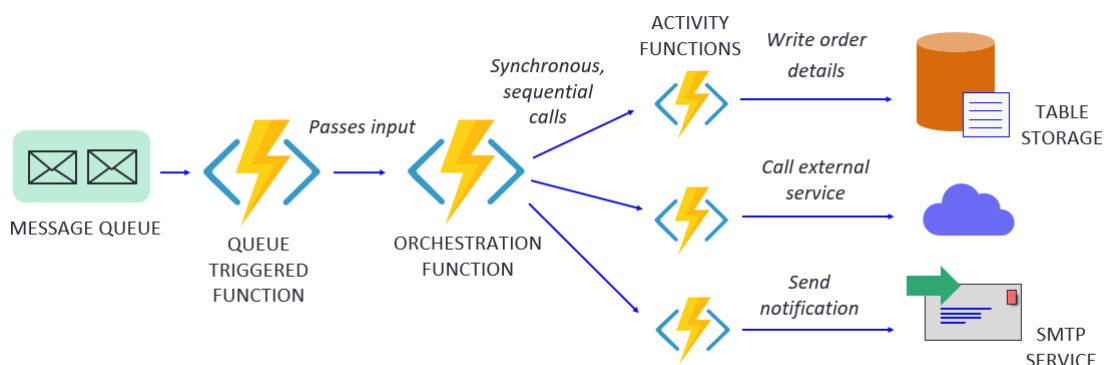 MESSAGE QUEUE
QUEUE
TRIGGERED
FUNCTION
Passes input
ORCHESTRATION
FUNCTION
Synchronous,
sequential
calls
ACTIVITY
FUNCTIONS
Write order
details
TABLE
STORAGE
Call external
service
Send
notification
SMTP
SERVICE